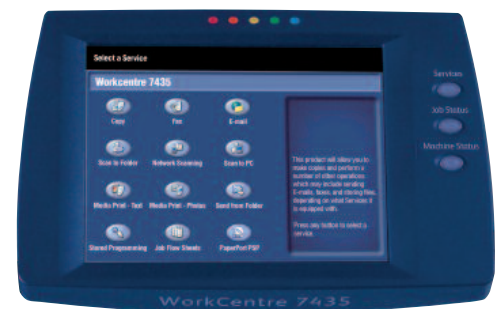 Select a Service
Workcentre 7435
Copy Fax E-mail
Scan to Folder Network Scanning Scan to PC
Media Print - Text Media Print - Photos Send from Folder
Stored Programming Job Flow Sheets PaperPort PSP
This product will allow you to
make copies and perform a
number of other operations
which may include sending
E-mails, faxes, and storing files,
depending on what Services it
is equipped with.
Press any button to select a
service.
Services
Job Status
Machine Status
WorkCentre 7435